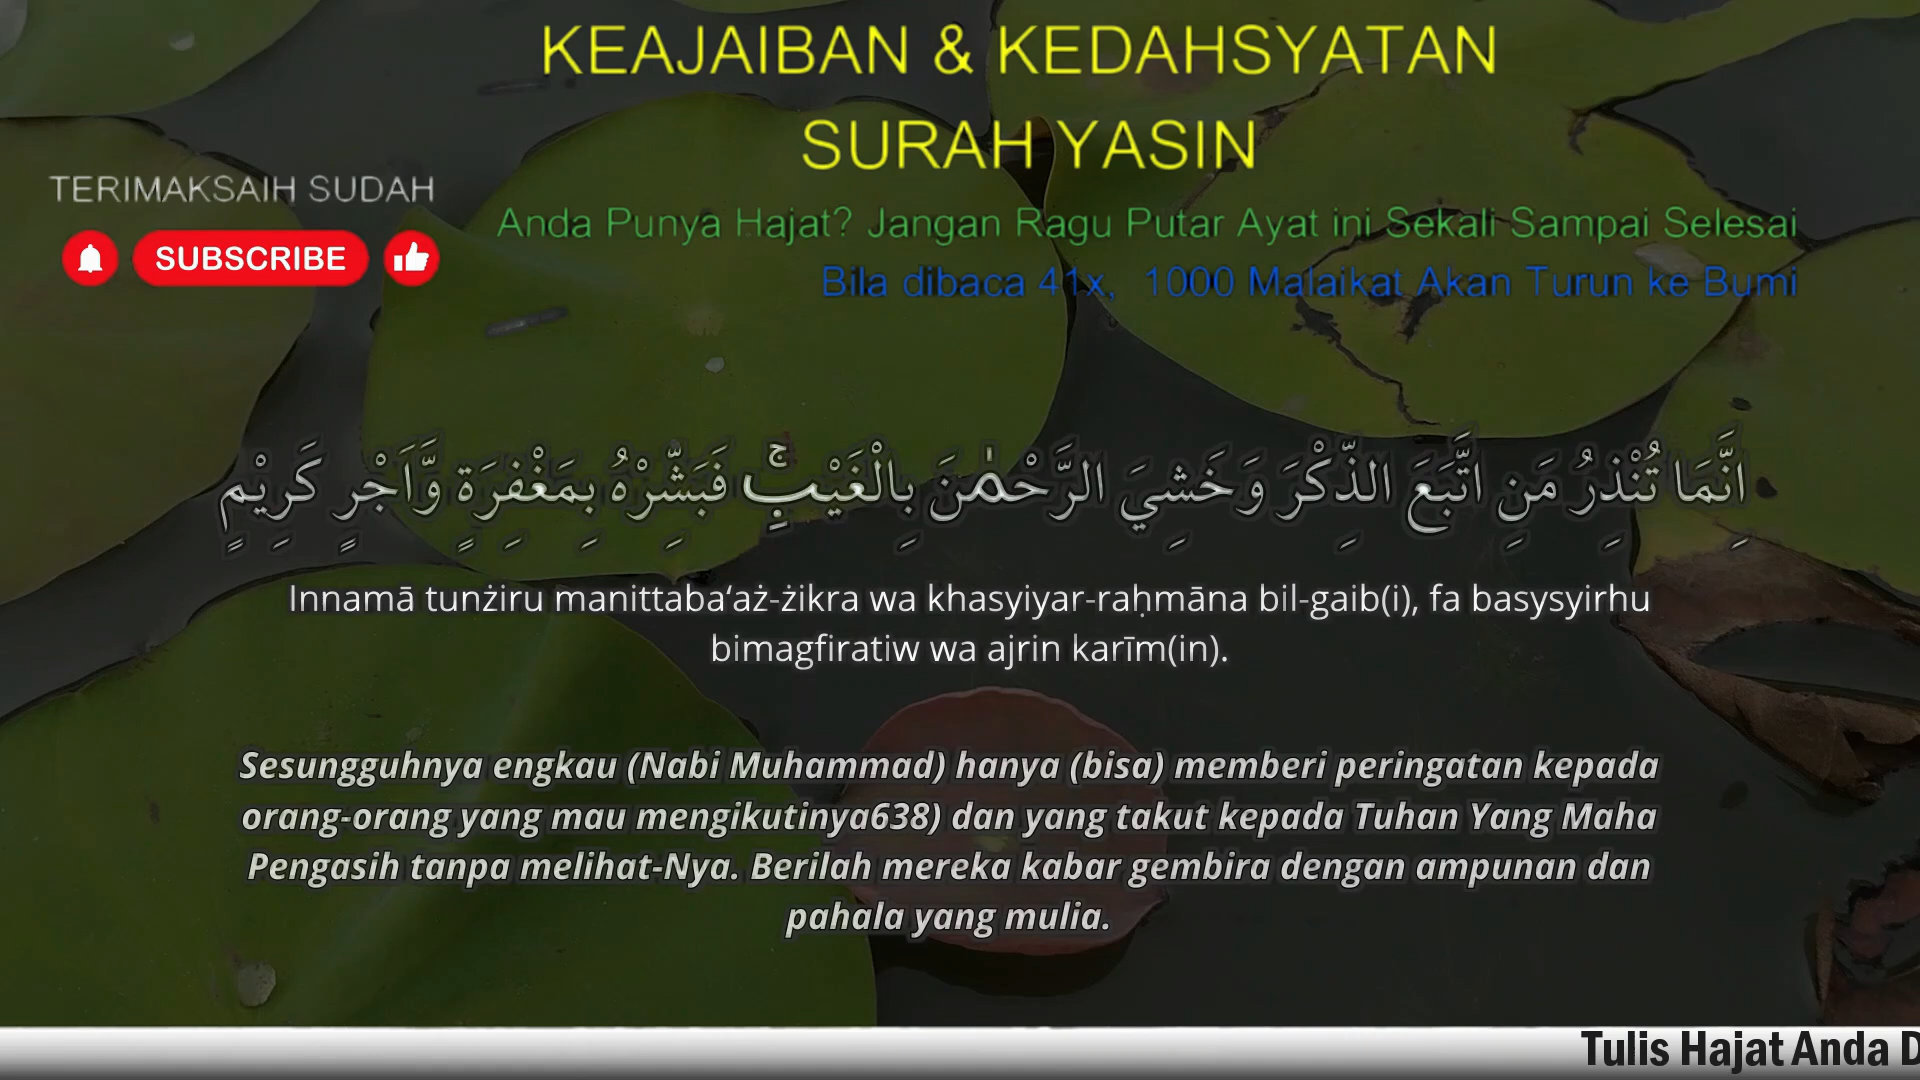 KEAJAIBAN & KEDAHSYATAN
SURAH YASIN
TERIMAKSAIH SUDAH
SUBSCRIBE
Anda Punya Hajat? Jangan Ragu Putar Ayat ini Sekali Sampai Selesai
Bila dibaca 41x, 1000 Malaikat Akan Turun ke Bumi
اِنَّمَا تُنْذِرُ مَنِ اتَّبَعَ الذِّكْرَ وَخَشِيَ الرَّحْمٰنَ بِالْغَيْبِۚ فَبَشِّرْهُ بِمَغْفِرَةٍ وَّاَجْرٍ كَرِيْمٍ
Innamā tunżiru manittaba‘aż-żikra wa khasyiyar-raḥmāna bil-gaib(i), fa basysyirhu
bimagfiratiw wa ajrin karīm(in).
Sesungguhnya engkau (Nabi Muhammad) hanya (bisa) memberi peringatan kepada
orang-orang yang mau mengikutinya638) dan yang takut kepada Tuhan Yang Maha
Pengasih tanpa melihat-Nya. Berilah mereka kabar gembira dengan ampunan dan
pahala yang mulia.
Tulis Hajat Anda D